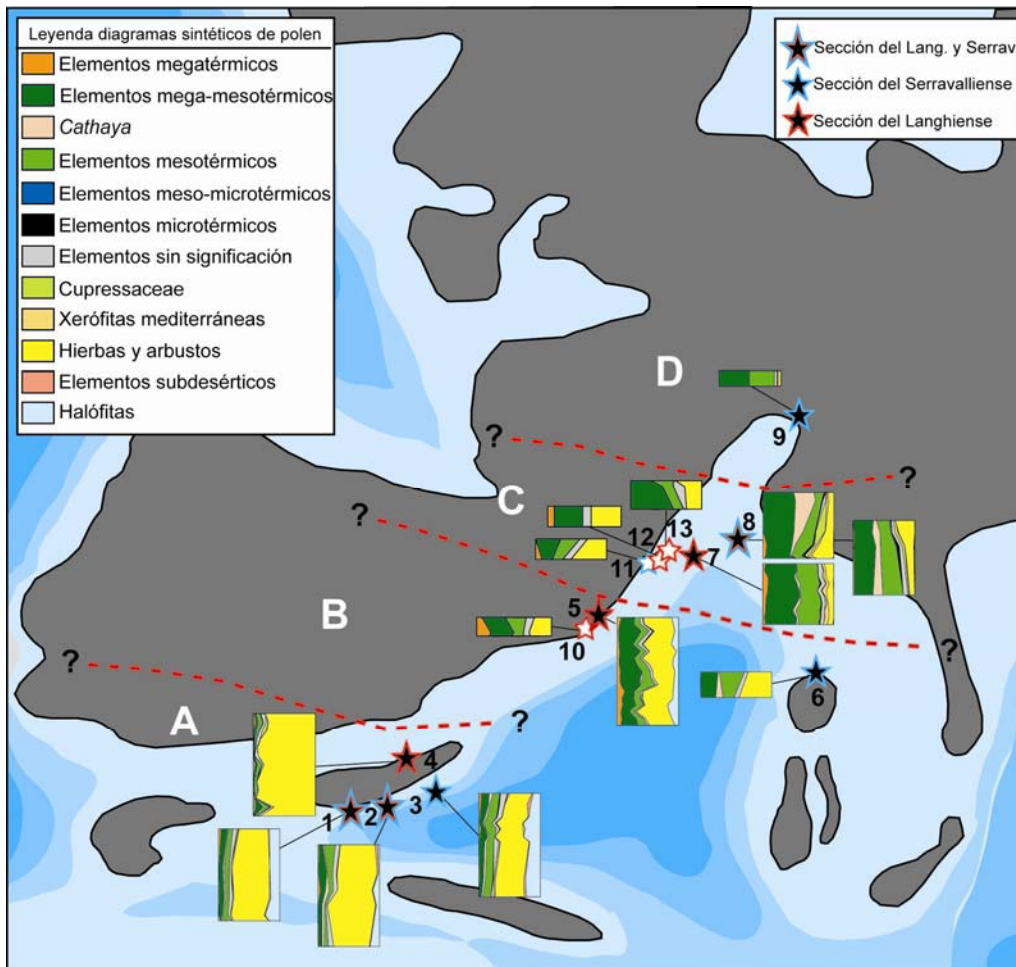 Leyenda diagramas sintéticos de polen
Elementos megatérmicos
Elementos mega-mesotérmicos
Cathaya
Elementos mesotérmicos
Elementos meso-microtérmicos
Elementos microtérmicos
Elementos sin significación
Cupressaceae
Xerófitas mediterráneas
Hierbas y arbustos
Elementos subdesérticos
Halófitas
Sección del Lang. y Serrav
Sección del Serravalliense
Sección del Langhiense
D
9
?
?
C
?
13
12
8
11
7
5
B
10
?
?
6
A
?
4
3
2
1